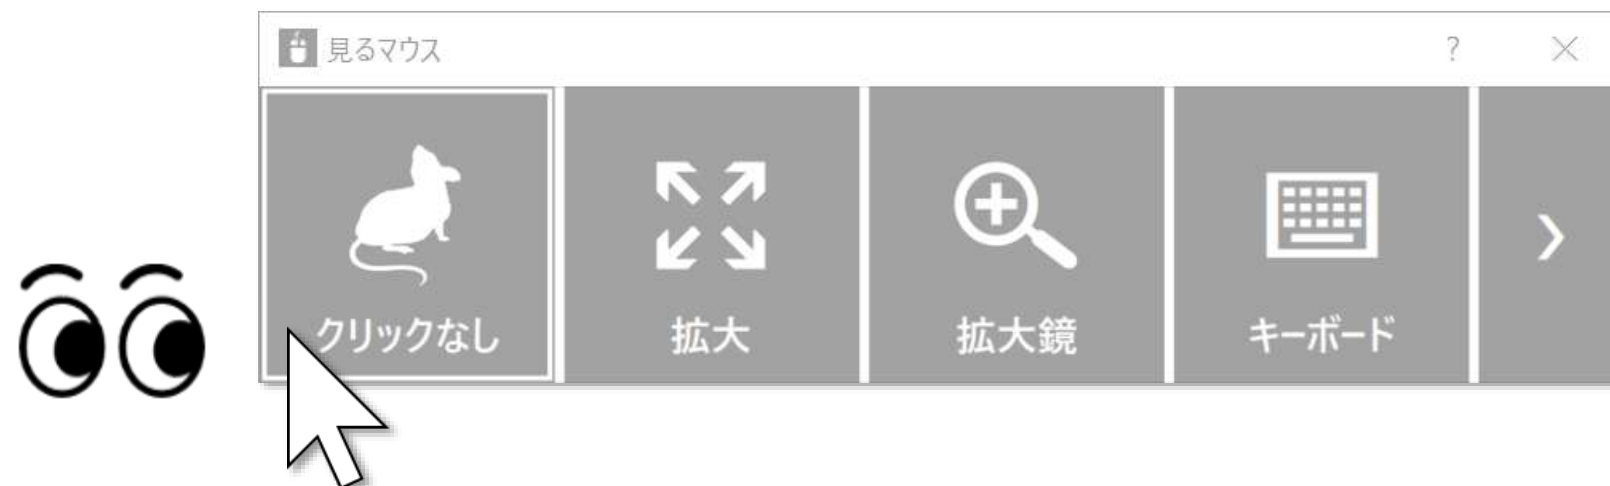 見るマウス
?
クリックなし
拡大
拡大鏡
キーボード